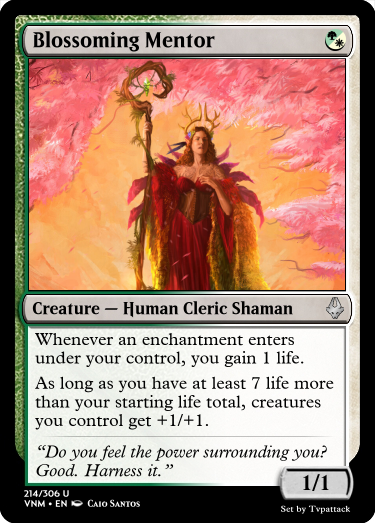 Blossoming Mentor
Creature — Human Cleric Shaman
Whenever an enchantment enters
under your control, you gain 1 life.
As long as you have at least 7 life more
than your starting life total, creatures
you control get +1/+1.
“Do you feel the power surrounding you?
Good. Harness it.”
1/1
214/306 U
VNM • EN Caio Santos
Set by Tvpattack